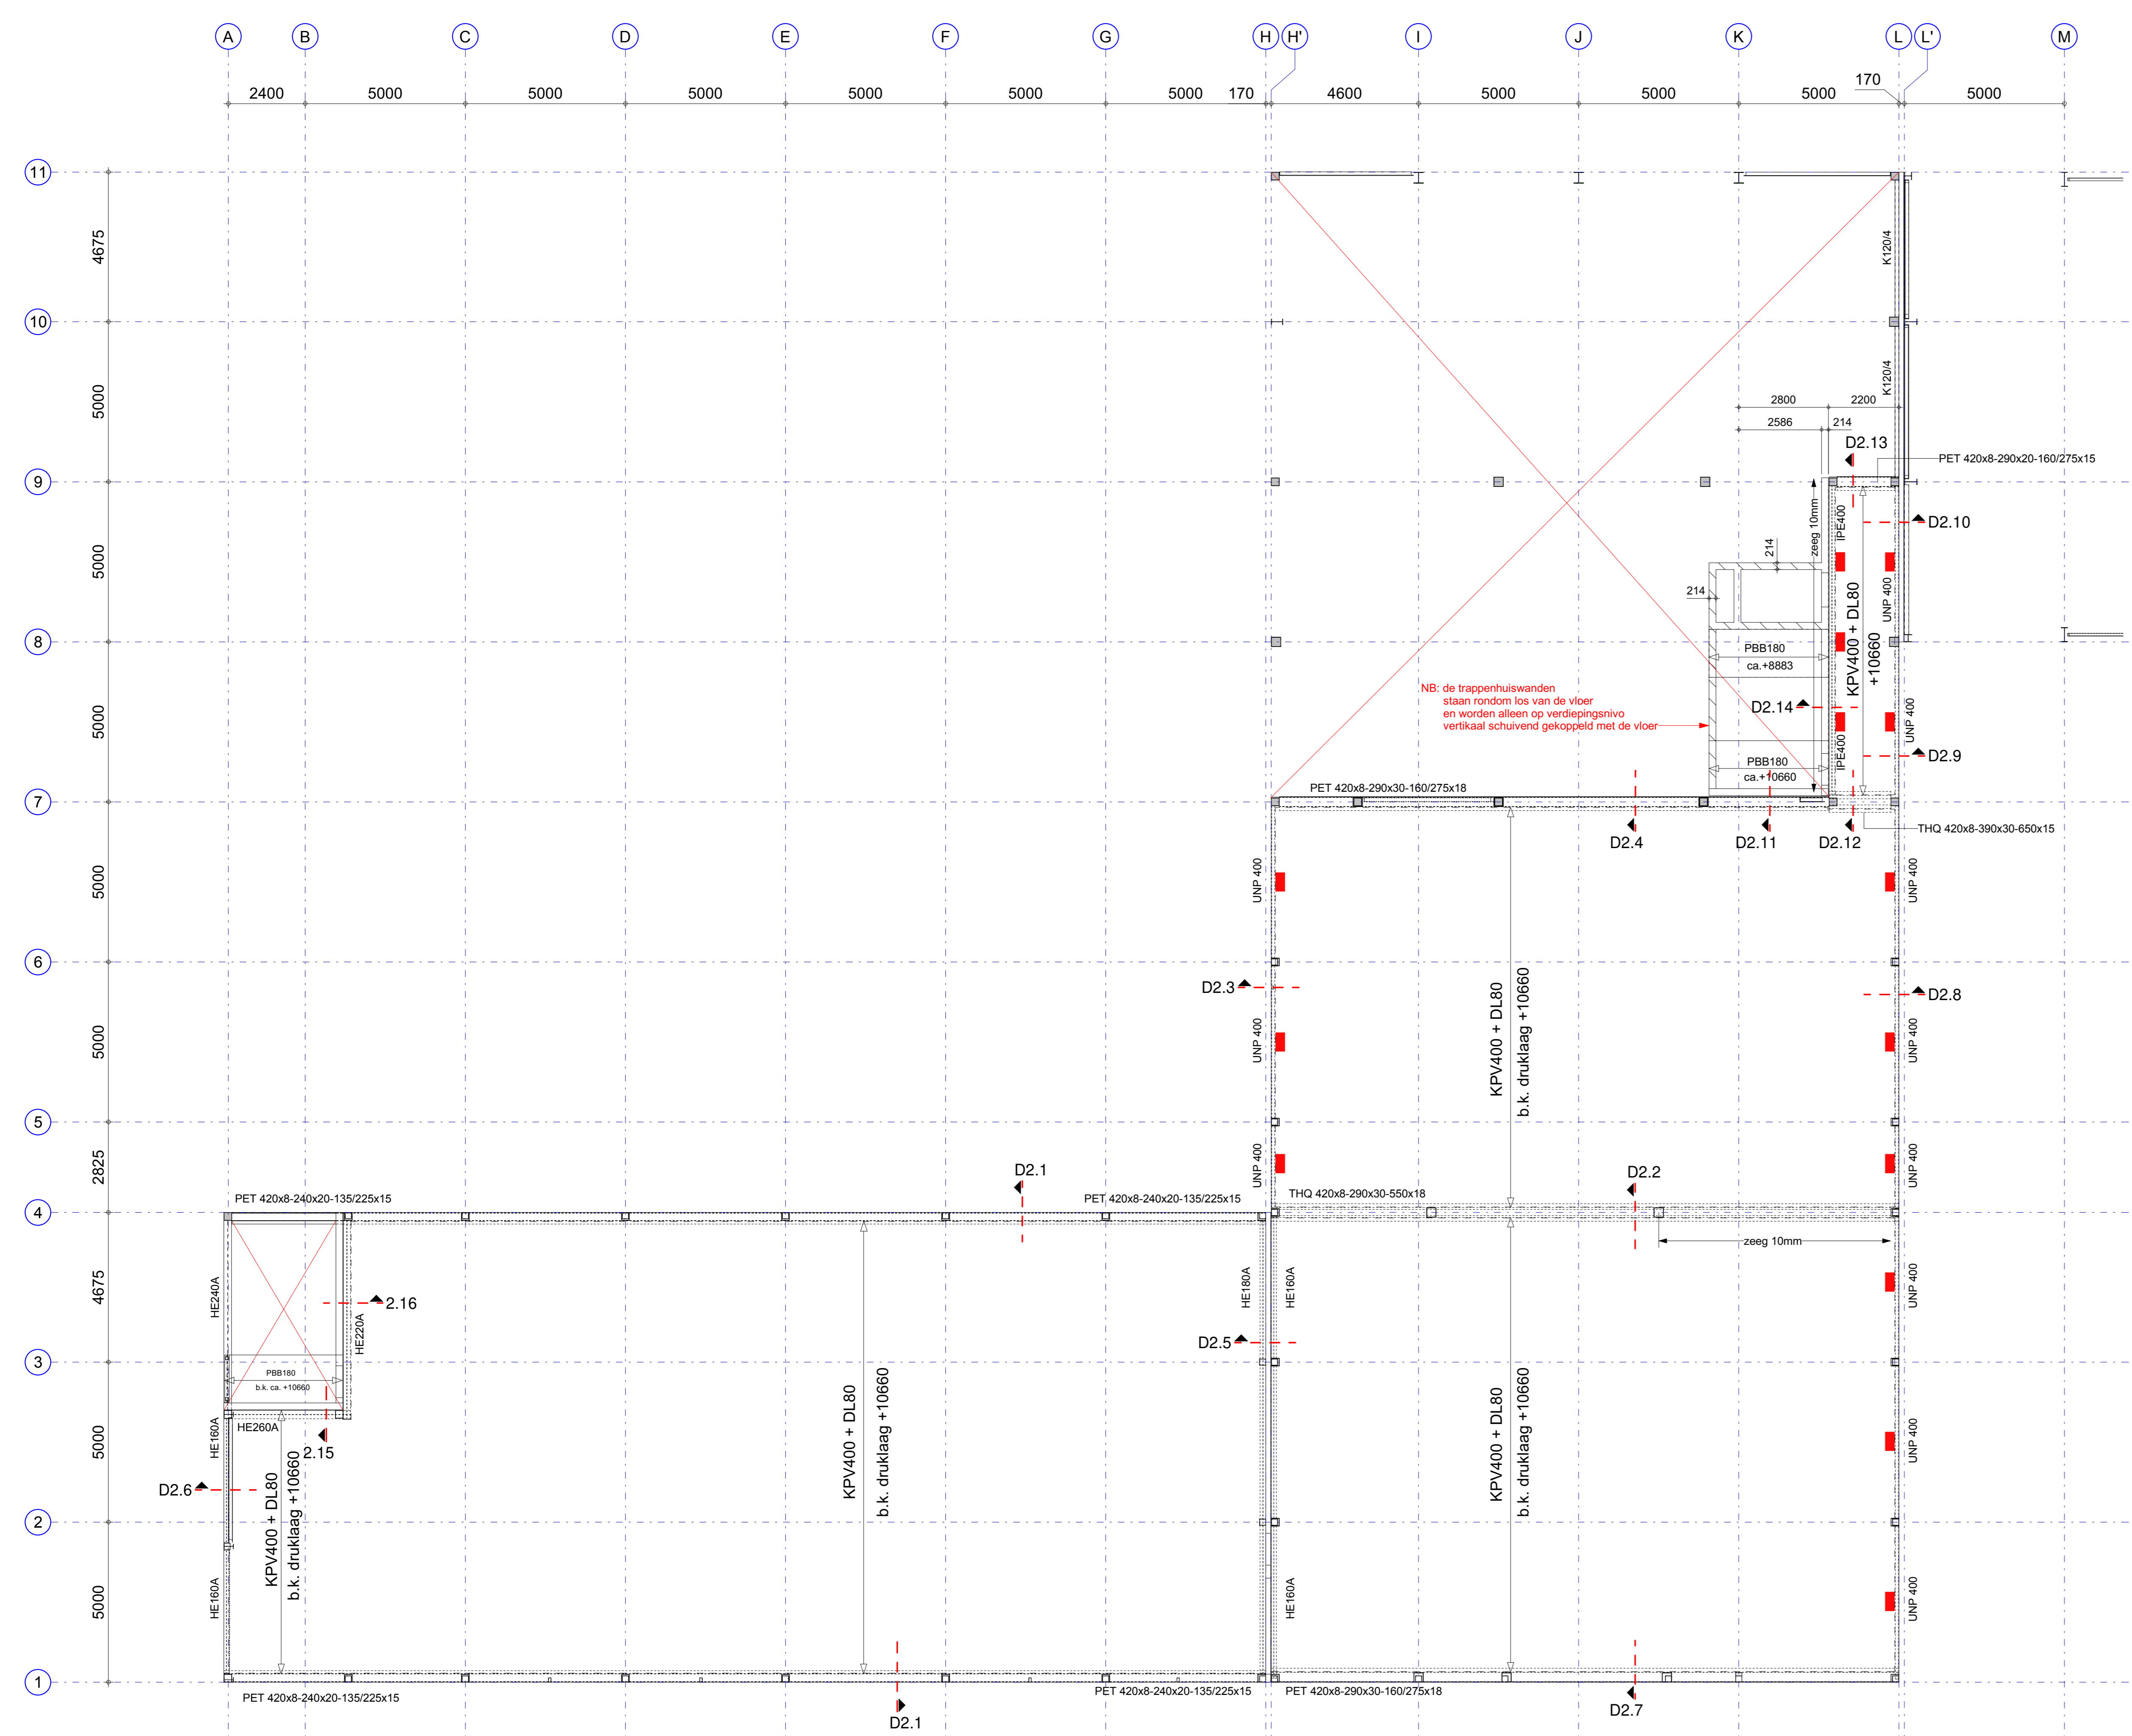 A B C D E F G H H' I J K L L' M
170
2400 5000 5000 5000 5000 5000 5000 170 4600 5000 5000 5000 5000
11
4675
K120/4
10
5000
K120/4
2800 2200
2586 214
D2.13
PET 420x8-290x20-160/275x15
9
zeeg 10mm
IPE400
D2.10
5000
214
214
KPV400 + DL80
+10660
UNP 400
8
PBB180
ca.+8883
NB: de trappenhuiswanden
staan rondom los van de vloer
en worden alleen op verdiepingsnivo
vertikaal schuivend gekoppeld met de vloer
D2.14
UNP 400
5000
IPE400
D2.9
PBB180
ca.+10660
PET 420x8-290x30-160/275x18
7
D2.4 D2.11 D2.12
THQ 420x8-390x30-650x15
5000
UNP 400
UNP 400
6
D2.3
D2.8
KPV400 + DL80
b.k. druklaag +10660
5000
UNP 400
UNP 400
5
2825
UNP 400
UNP 400
D2.1
D2.2
PET 420x8-240x20-135/225x15
PET 420x8-240x20-135/225x15
THQ 420x8-290x30-550x18
4
zeeg 10mm
4675
HE240A
2.16
HE220A
HE180A
HE160A
UNP 400
D2.5
3
PBB180
b.k. ca. +10660
HE160A
HE260A
2.15
5000
KPV400 + DL80
b.k. druklaag +10660
KPV400 + DL80
b.k. druklaag +10660
KPV400 + DL80
b.k. druklaag +10660
UNP 400
D2.6
2
5000
HE160A
HE160A
UNP 400
1
PET 420x8-240x20-135/225x15
PET 420x8-240x20-135/225x15
PET 420x8-290x30-160/275x18
D2.1
D2.7